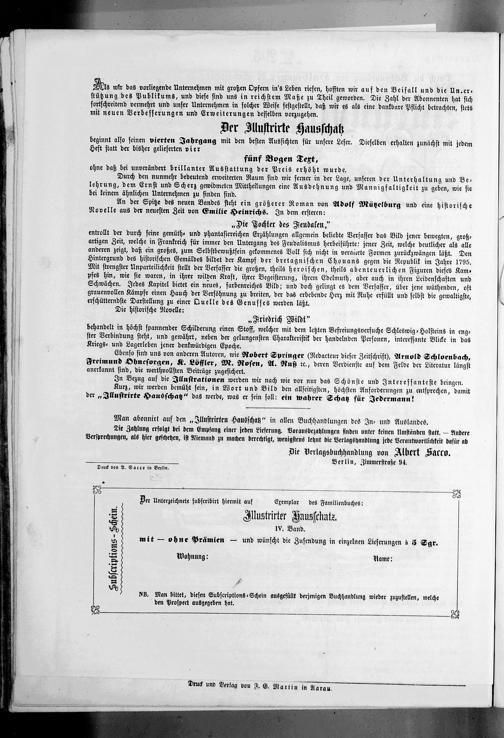 Als wir das vorliegende Unternehmen mit großen Opfern in's Leben riefen, hofften wir auf den Beifall und die Unter-
stützung des Publikums, und diese sind uns in reichstem Maße zu Theil geworden. Die Zahl der Abonnenten hat sich
fortschreitend vermehrt und unser Unternehmen in solcher Weise festgestellt, daß wir es als eine dankbare Pflicht betrachten, stets
mit neuen Verbesserungen und Erweiterungen desselben vorzugehen.
Der Illustrirte Hausschatz
beginnt also seinen vierten Jahrgang mit den besten Aussichten für unsere Leser. Dieselben erhalten zunächst mit jedem
Heft statt der bisher gelieferten vier
fünf Bogen Text,
ohne daß bei unverändert brillanter Ausstattung der Preis erhöht wurde.
Durch den nunmehr bedeutend erweiterten Raum sind wir ferner in der Lage, unseren der Unterhaltung und Be-
lehrung, dem Ernst und Scherz gewidmeten Mittheilungen eine Ausdehnung und Mannigfaltigkeit zu geben, wie sie
bei keinem ähnlichen Unternehmen zu finden sind.
An der Spitze des neuen Bandes steht ein größerer Roman von Adolf Mützelburg und eine historische
Novelle aus der neuesten Zeit von Emilie Heinrichs. In dem ersteren:
„Die Tochter des Feudalen,"
entrollt der durch seine gemüth- und phantasiereichen Erzählungen allgemein beliebte Verfasser das Bild jener bewegten, groß-
artigen Zeit, welche in Frankreich für immer den Untergang des Feudalismus herbeiführte: jener Zeit, welche deutlicher als alle
anderen zeigt, daß ein großes, zum Selbstbewußtsein gekommenes Volk sich nicht in veraltete Formen zurückzwängen läßt. Den
Hintergrund des historischen Gemäldes bildet der Kampf der bretagnischen Chouans gegen die Republik im Jahre 1795.
Mit strengster Unparteilichkeit stellt der Verfasser die großen, theils heroischen, theils abenteuerlichen Figuren dieses Kam-
pfes hin, wie sie waren, in ihrer wilden Kraft, ihrer Begeisterung, ihrem Edelmuth, aber auch in ihren Leidenschaften und
Schwächen. Jedes Kapitel bietet ein neues, farbenreiches Bild; und doch gelingt es dem Verfasser, über jene wüthenden, oft
grauenvollen Kämpfe einen Hauch der Versöhnung zu breiten, der das erbebende Herz mit Ruhe erfüllt und selbst die gewaltigste,
erschütterndste Darstellung zu einer Quelle des Genusses werden läßt.
Die historische Novelle:
„Friedrich Wildt"
behandelt in höchst spannender Schilderung einen Stoff, welcher mit dem letzten Befreiungsversuche Schleswig-Holsteins in eng-
ster Verbindung steht, und gewährt, neben der gelungensten Charakteristik der handelnden Personen, interessante Blicke in das
Kriegs- und Lagerleben jener denkwürdigen Epoche.
Ebenso sind uns von anderen Autoren, wie Robert Springer (Redacteur dieser Zeitschrift), Arnold Schloenbach,
Freimund Ohnesorgen, K. Löffler, M. Rosen, A. Ruß ec., deren Verdienste auf dem Felde der Literatur längst
anerkannt sind, die werthvollsten Beiträge zugesichert.
In Bezug auf die Illustrationen werden wir nach wie vor nur das Schönste und Interessanteste bringen.
Kurz, wir werden bemüht sein, in Wort und Bild den allseitigsten, höchsten Anforderungen zu entsprechen, damit
der „Illustrirte Hausschatz" das werde, was er sein soll: ein wahrer Schatz für Jedermann!
Man abonnirt auf den „Illustrirten Hausschatz" in allen Buchhandlungen des In- und Auslandes.
Die Zahlung erfolgt bei dem Empfang einer jeden Lieferung. Vorausbezahlungen finden unter keinen Umständen statt. — Andere
Versprechungen, als hier geschehen, ist Niemand zu machen berechtigt, wenigstens lehnt die Verlagshandlung jede Verantwortlichkeit dafür ab
Die Verlagsbuchhandlung von Albert Sacco.
Berlin, Zimmerstraße 94.
Druck von A. Sacco in Berlin.
Subscriptions-Schein.
Der Unterzeichnete subscribirt hiermit auf Exemplar des Familienbuches:
Illustrirter Hausschatz.
IV. Band.
mit — ohne Prämien — und wünscht die Zusendung in einzelnen Lieferungen à 5 Sgr.
Wohnung: Name:
NB. Man bittet, diesen Subscriptions-Schein ausgefüllt derjenigen Buchhandlung wieder zuzustellen, welche
den Prospect ausgegeben hat.
Druck und Verlag von J. G. Martin in Aarau.